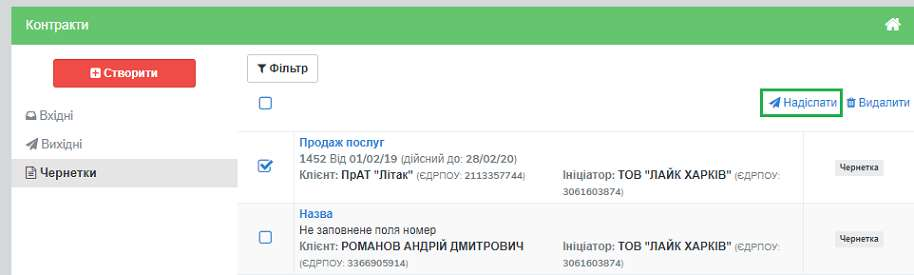 Контракти
Створити
Фільтр
Вхідні
Надіслати Видалити
Вихідні
Чернетки
Продаж послуг
1452 Від 01/02/19 (дійсний до: 28/02/20)
Клієнт: ПрАТ "Літак" (ЄДРПОУ: 2113357744)
Ініціатор: ТОВ "ЛАЙК ХАРКІВ" (ЄДРПОУ:
3061603874)
Чернетка
Назва
Не заповнене поля номер
Клієнт: РОМАНОВ АНДРІЙ ДМИТРОВИЧ
(ЄДРПОУ: 3366905914)
Ініціатор: ТОВ "ЛАЙК ХАРКІВ" (ЄДРПОУ:
3061603874)
Чернетка